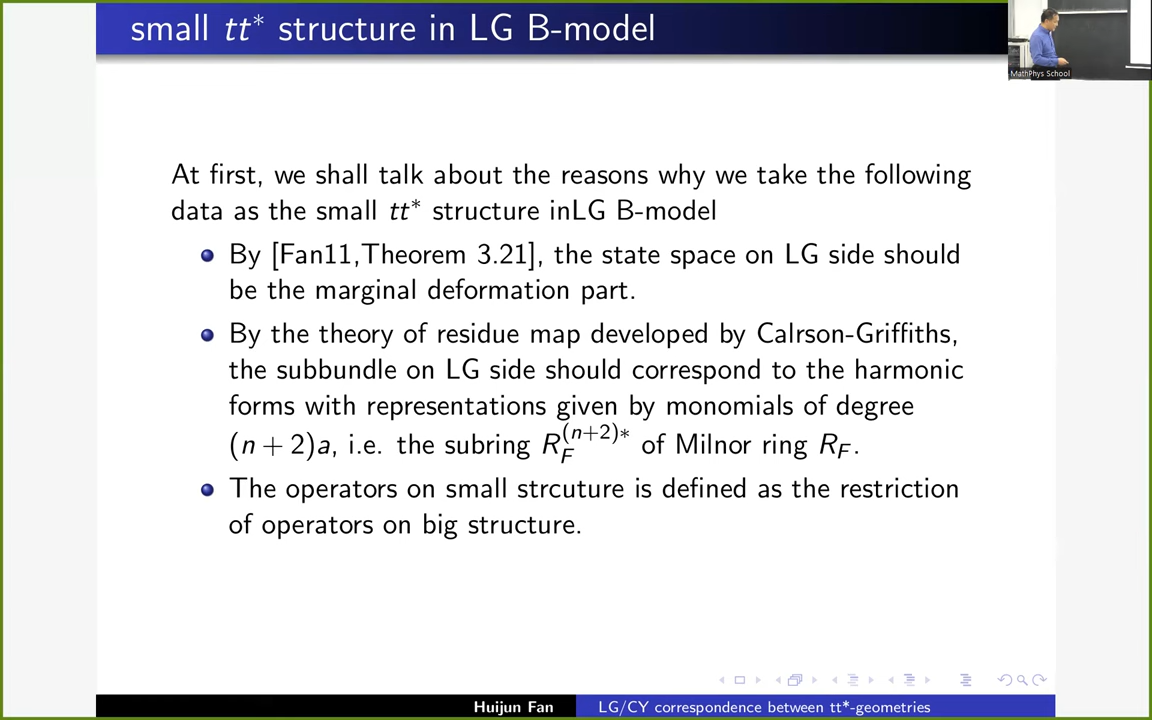 small tt* structure in LG B-model
MathPhys School
At first, we shall talk about the reasons why we take the following
data as the small tt* structure inLG B-model
By [Fan11,Theorem 3.21], the state space on LG side should
be the marginal deformation part.
By the theory of residue map developed by Calrson-Griffiths,
the subbundle on LG side should correspond to the harmonic
forms with representations given by monomials of degree
(n + 2)a, i.e. the subring R_F^{(n+2)*} of Milnor ring R_F.
The operators on small strcuture is defined as the restriction
of operators on big structure.
Huijun Fan
LG/CY correspondence between tt*-geometries